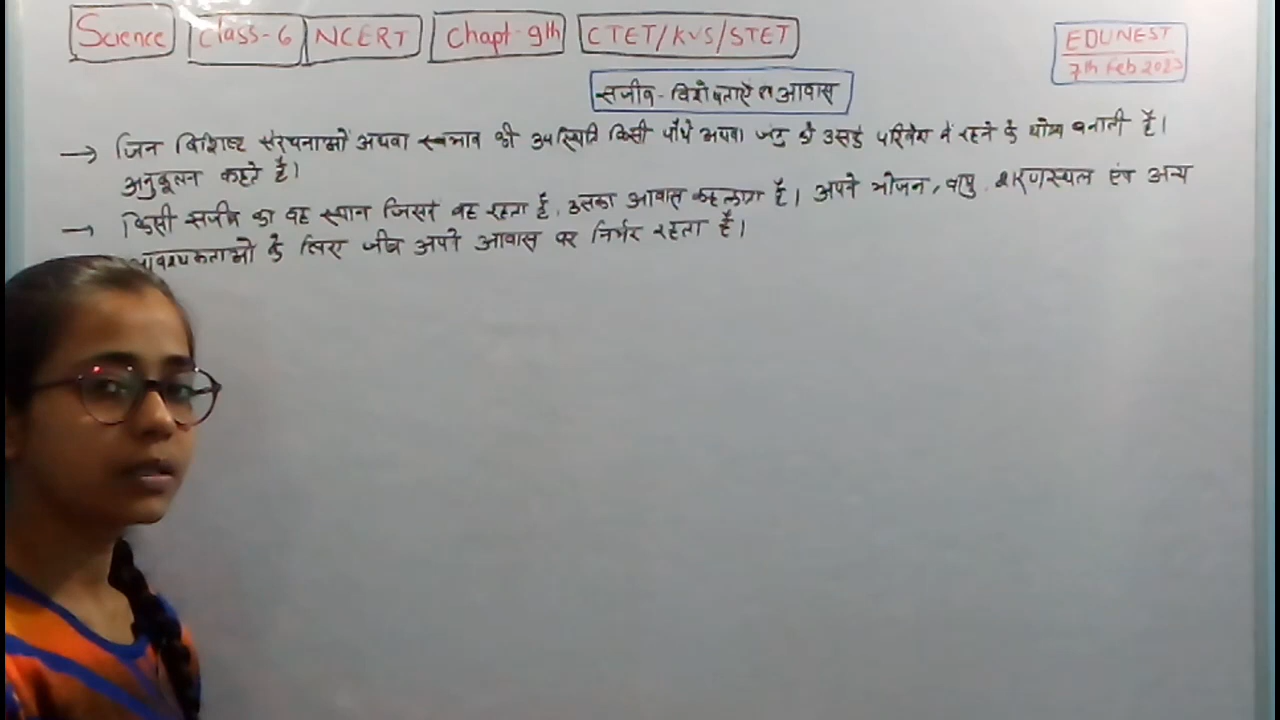 Science Class-6 NCERT Chapt-9th CTET/KVS/STET
EDUNEST
7th Feb 2023
सजीव - विशेषताएँ एवं आवास
→ जिन विशिष्ट संरचनाओं अथवा स्वभाव की उपस्थिति किसी पौधे अथवा जंतु को उसके परिवेश में रहने के योग्य बनाती है।
अनुकूलन कहते है।
→ किसी सजीव का वह स्थान जिसमें वह रहता है, उसका आवास कहलाता है। अपने भोजन, वायु, शरणस्थल एवं अन्य
आवश्यकताओ के लिए जीव अपने आवास पर निर्भर रहता है।